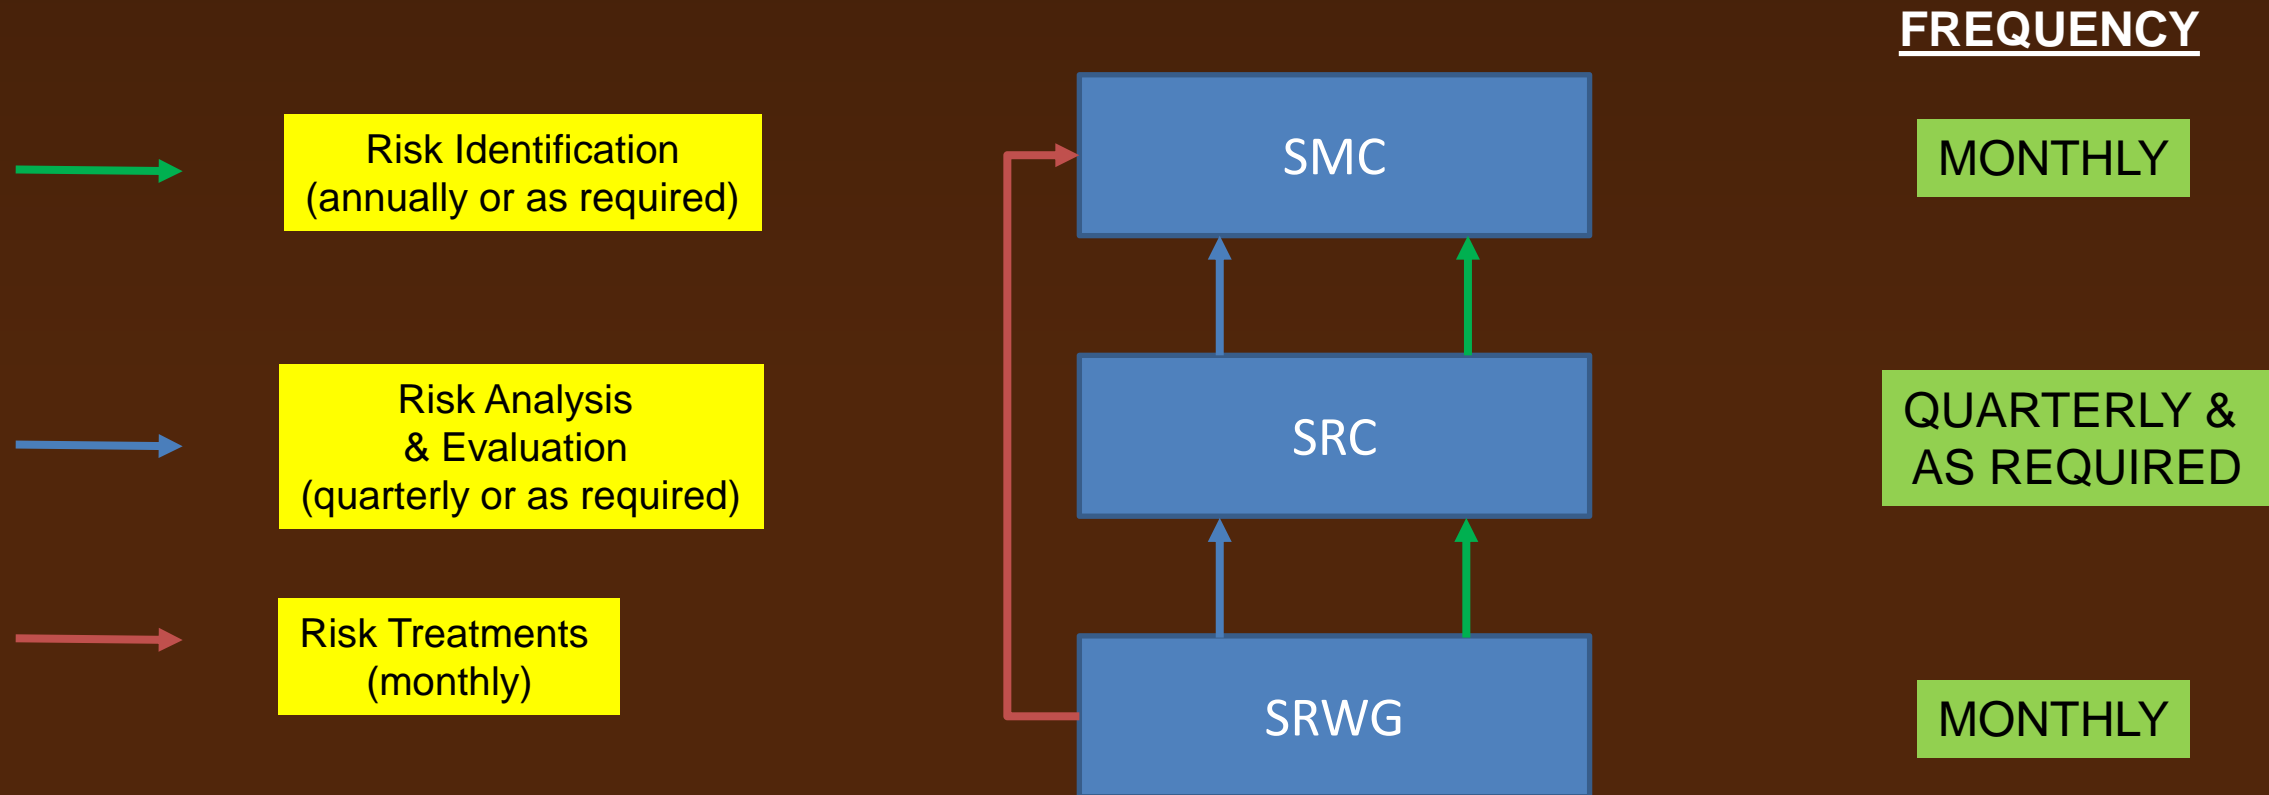 FREQUENCY
Risk Identification
(annually or as required)
SMC
MONTHLY
Risk Analysis
& Evaluation
(quarterly or as required)
SRC
QUARTERLY &
AS REQUIRED
Risk Treatments
(monthly)
SRWG
MONTHLY